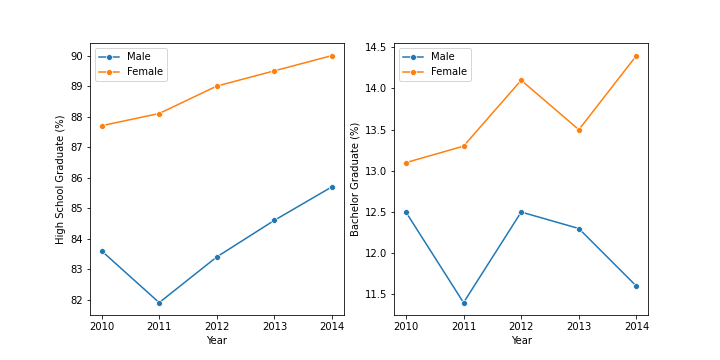 Male
Female
90
89
88
87
86
85
84
83
82
High School Graduate (%)
2010 2011 2012 2013 2014
Year
Male
Female
14.5
14.0
13.5
13.0
12.5
12.0
11.5
Bachelor Graduate (%)
2010 2011 2012 2013 2014
Year